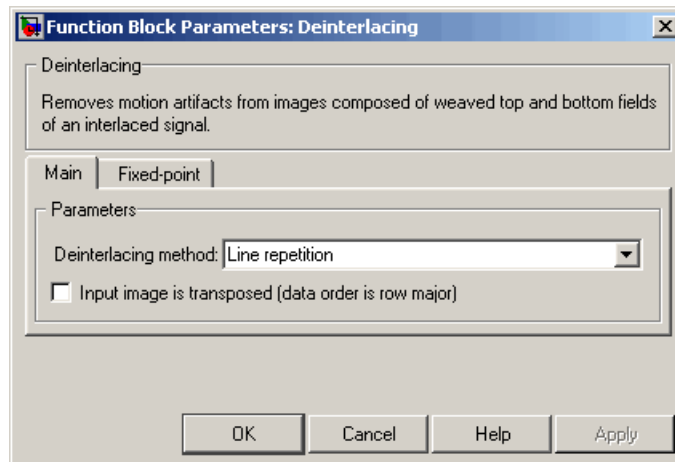 Function Block Parameters: Deinterlacing
Deinterlacing
Removes motion artifacts from images composed of weaved top and bottom fields
of an interlaced signal.
Main Fixed-point
Parameters
Deinterlacing method: Line repetition
Input image is transposed (data order is row major)
OK Cancel Help Apply